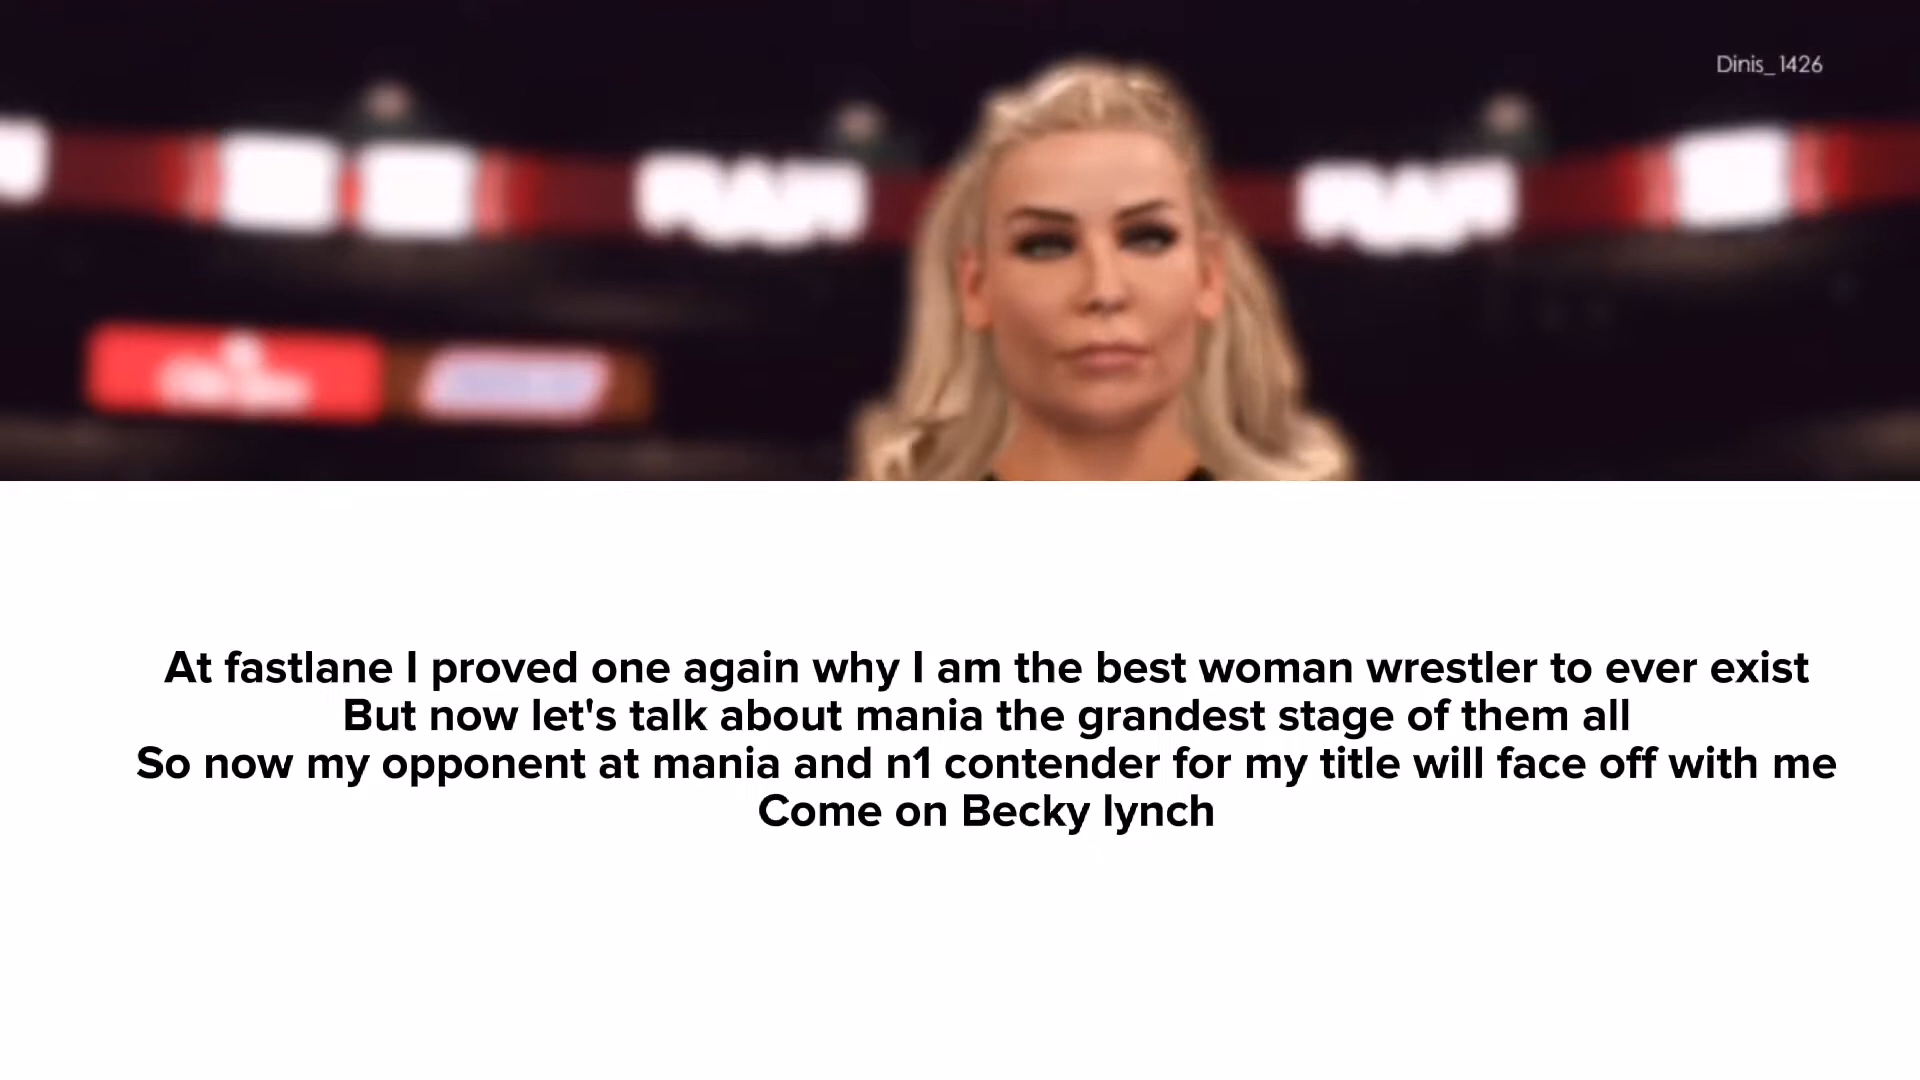 Dinis_1426
At fastlane I proved one again why I am the best woman wrestler to ever exist
But now let's talk about mania the grandest stage of them all
So now my opponent at mania and n1 contender for my title will face off with me
Come on Becky lynch